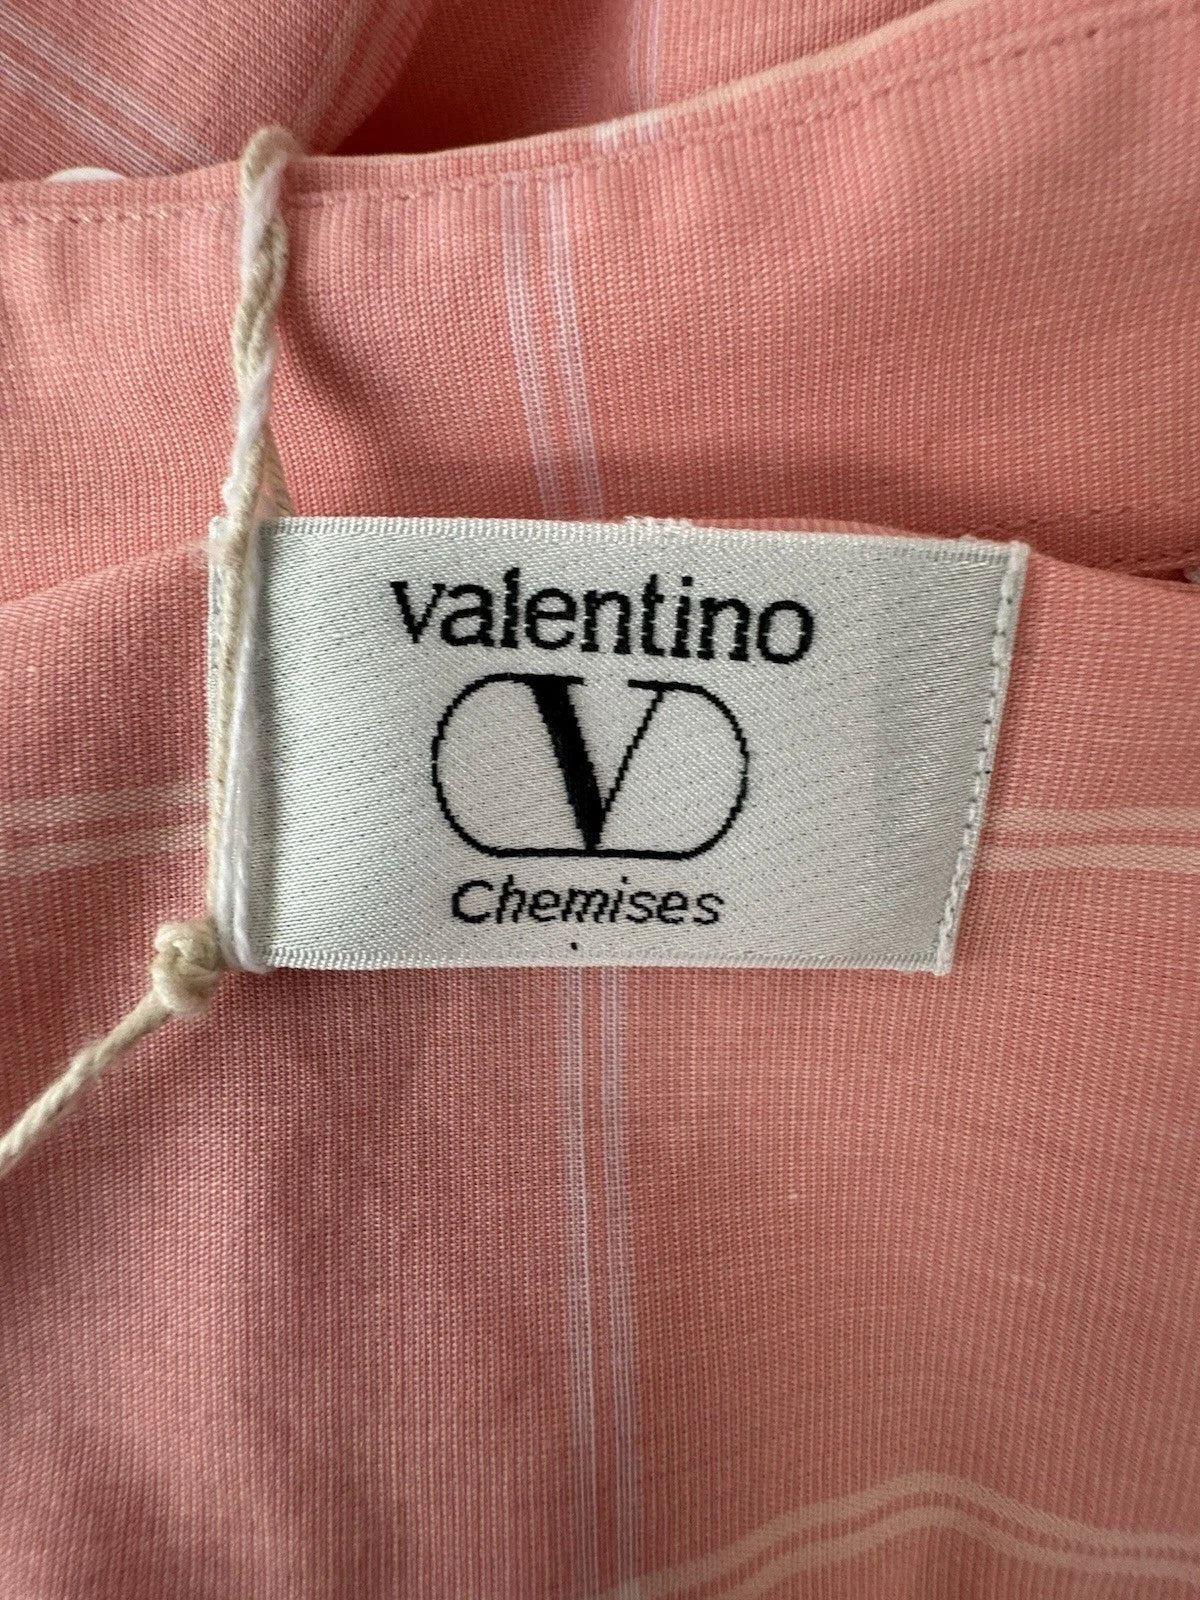 valentino
V
Chemises